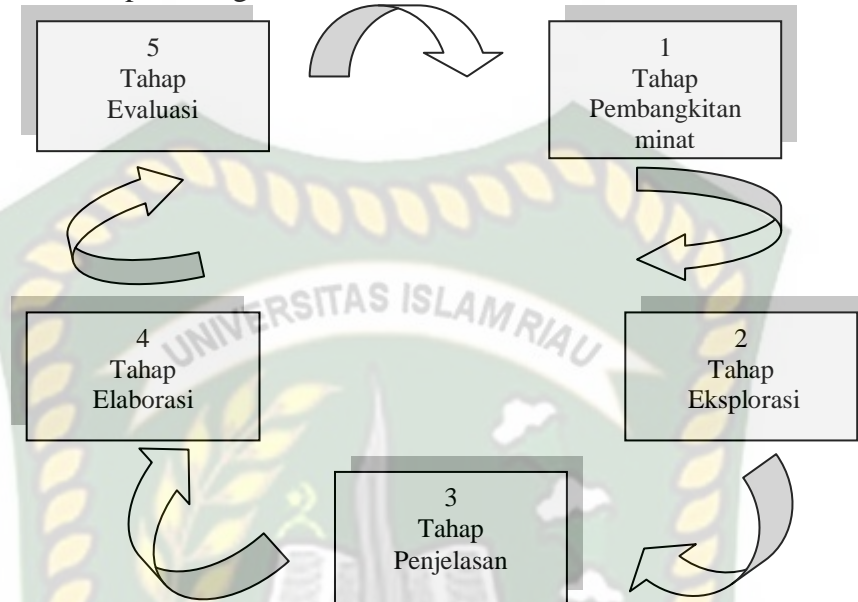 5
Tahap
Evaluasi
1
Tahap
Pembangkitan
minat
UNIVERSITAS ISLAM RIAU
4
Tahap
Elaborasi
2
Tahap
Eksplorasi
3
Tahap
Penjelasan